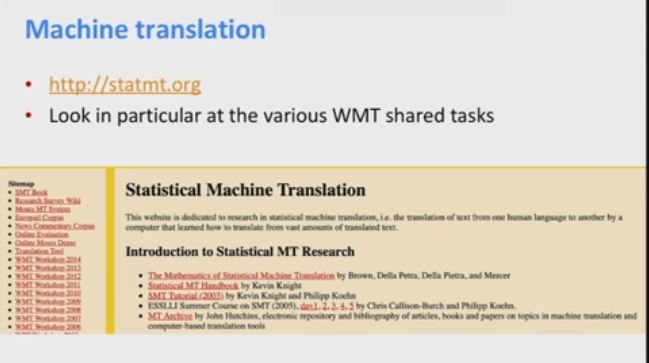 Machine translation
http://statmt.org
Look in particular at the various WMT shared tasks
Sitemap
SMT Book
Research Survey Wiki
Moses MT System
Europarl Corpus
News Commentary Corpus
Online Evaluation
Online Moses Demo
Translation Tool
WMT Workshop 2014
WMT Workshop 2013
WMT Workshop 2012
WMT Workshop 2011
WMT Workshop 2010
WMT Workshop 2009
WMT Workshop 2008
WMT Workshop 2007
WMT Workshop 2006
Statistical Machine Translation
This website is dedicated to research in statistical machine translation, i.e. the translation of text from one human language to another by a
computer that learned how to translate from vast amounts of translated text.
Introduction to Statistical MT Research
The Mathematics of Statistical Machine Translation by Brown, Della Petra, Della Pietra, and Mercer
Statistical MT Handbook by Kevin Knight
SMT Tutorial (2003) by Kevin Knight and Philipp Koehn
ESSLLI Summer Course on SMT (2005), day1, 2, 3, 4, 5 by Chris Callison-Burch and Philipp Koehn.
MT Archive by John Hutchins, electronic repository and bibliography of articles, books and papers on topics in machine translation and
computer-based translation tools